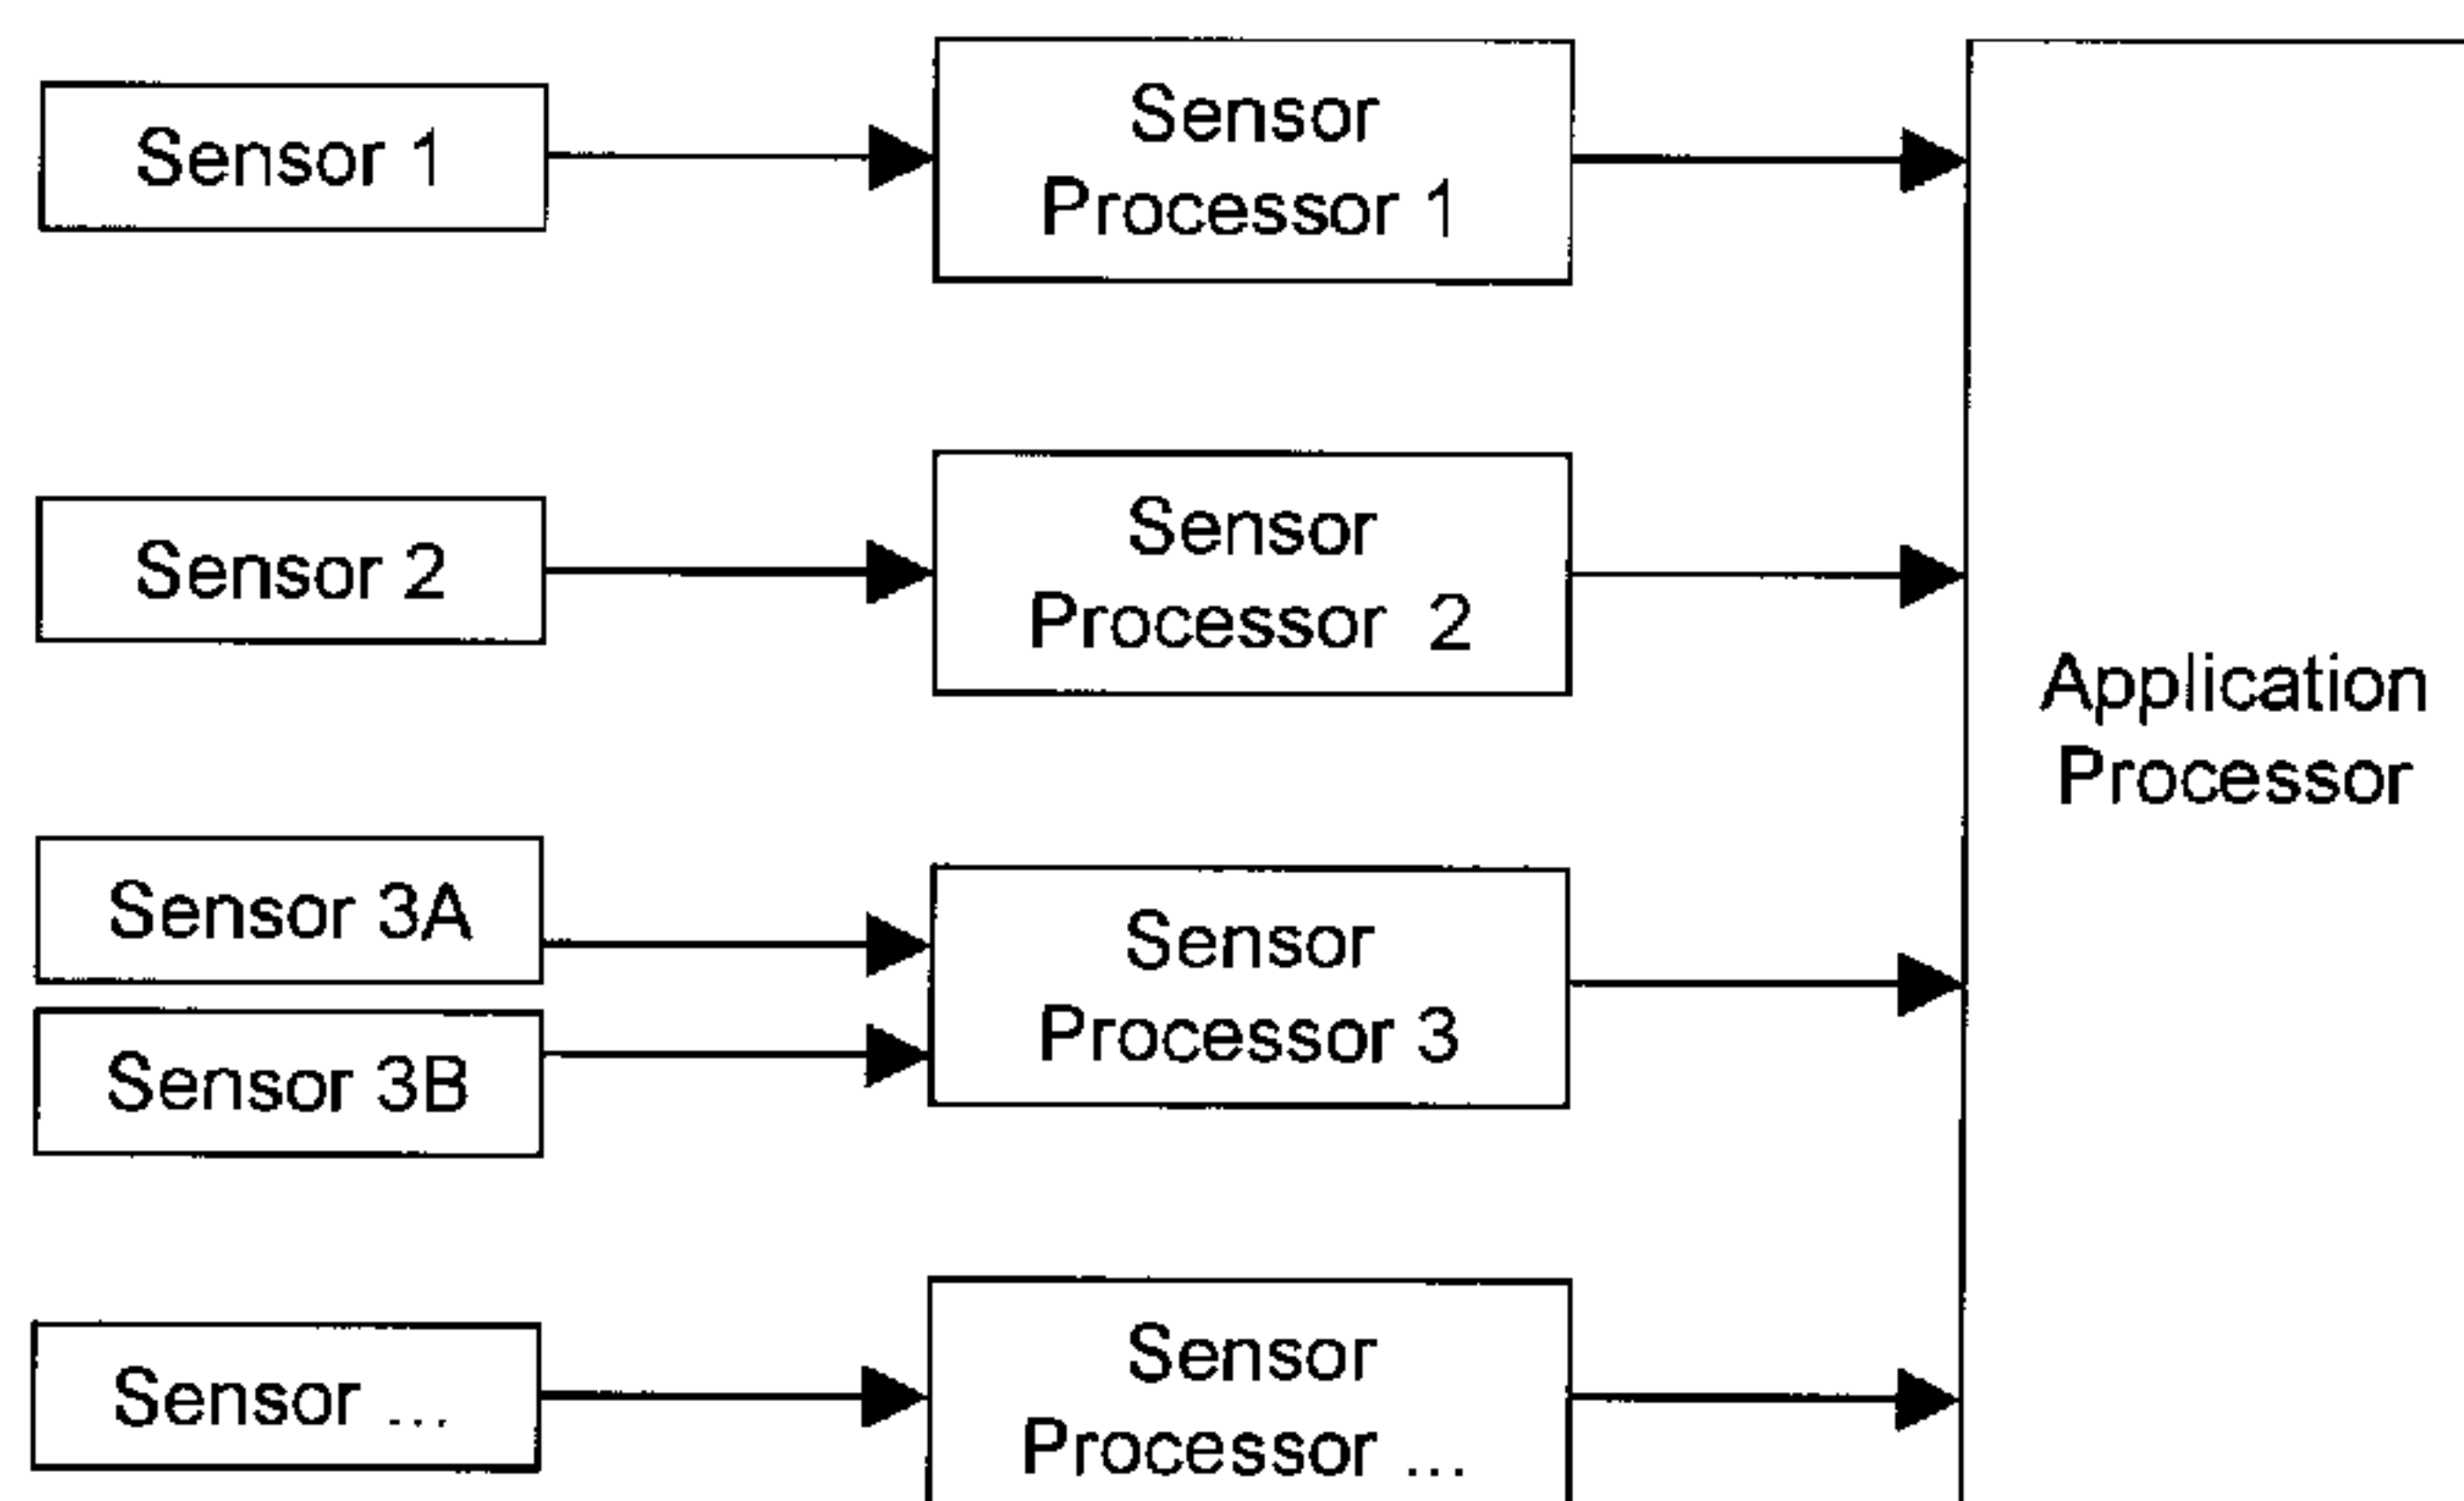 Sensor 1
Sensor
Processor 1
Sensor 2
Sensor
Processor 2
Application
Processor
Sensor 3A
Sensor 3B
Sensor
Processor 3
Sensor ...
Sensor
Processor ...